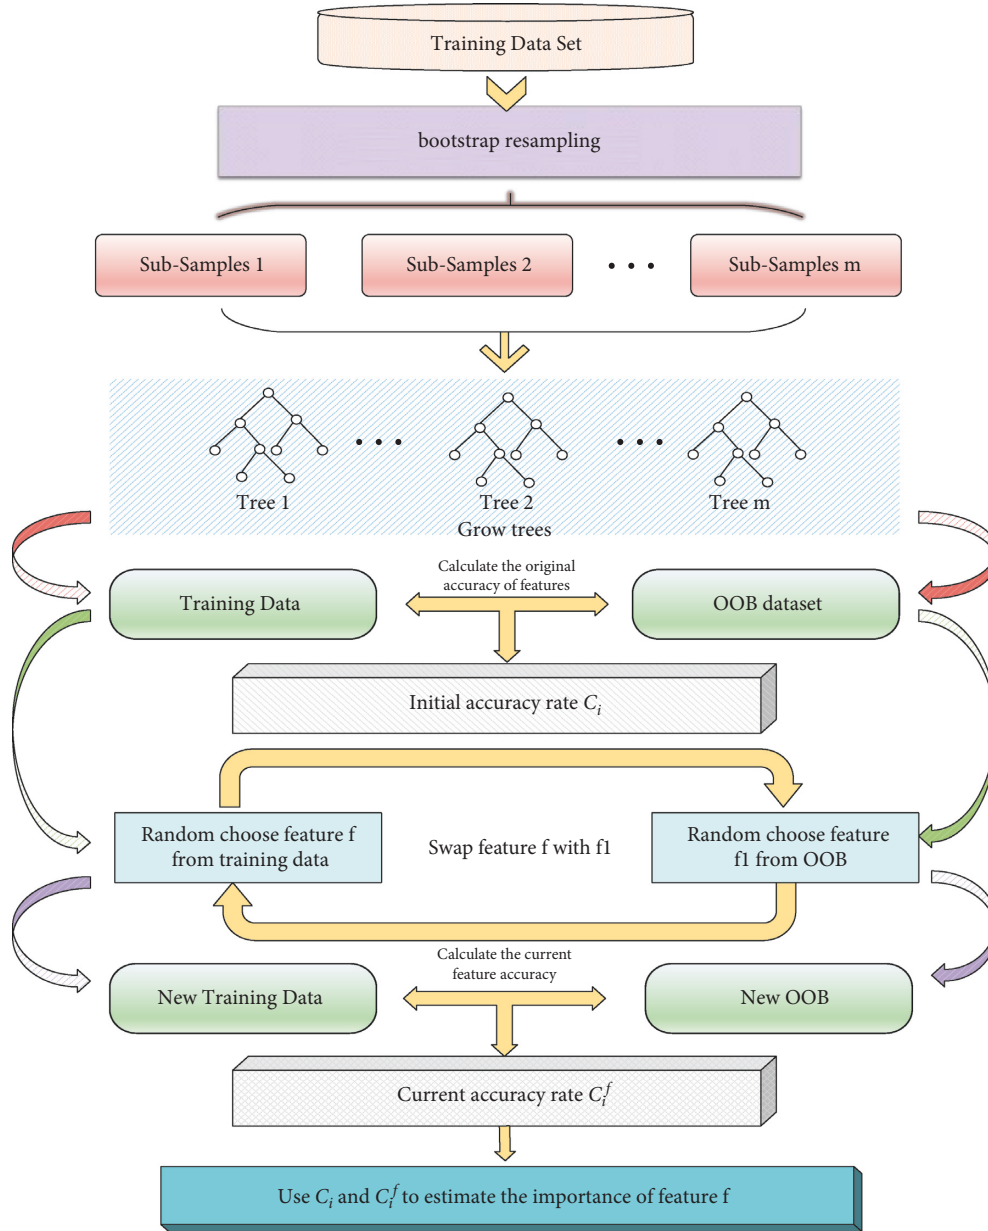 Training Data Set
bootstrap resampling
Sub-Samples 1
Sub-Samples 2
• • •
Sub-Samples m
• • •
• • •
Tree 1
Tree 2
Tree m
Grow trees
Calculate the original
accuracy of features
Training Data
OOB dataset
Initial accuracy rate C_i
Random choose feature f
from training data
Swap feature f with f1
Random choose feature
f1 from OOB
Calculate the current
feature accuracy
New Training Data
New OOB
Current accuracy rate C_i^f
Use C_i and C_i^f to estimate the importance of feature f